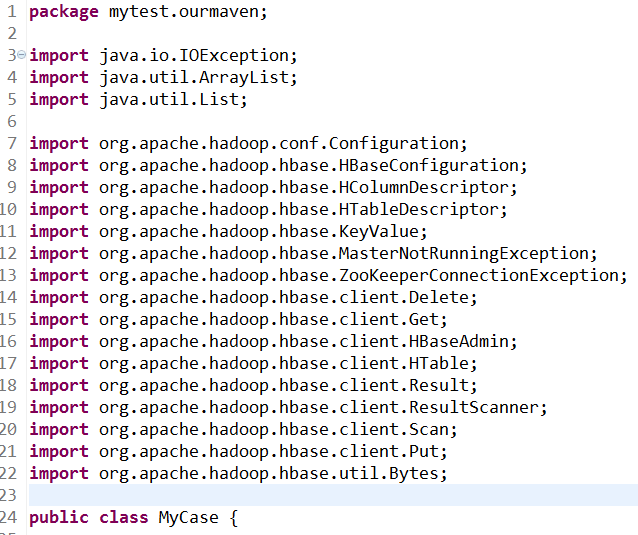 1 package mytest.ourmaven;
2
3 import java.io.IOException;
4 import java.util.ArrayList;
5 import java.util.List;
6
7 import org.apache.hadoop.conf.Configuration;
8 import org.apache.hadoop.hbase.HBaseConfiguration;
9 import org.apache.hadoop.hbase.HColumnDescriptor;
10 import org.apache.hadoop.hbase.HTableDescriptor;
11 import org.apache.hadoop.hbase.KeyValue;
12 import org.apache.hadoop.hbase.MasterNotRunningException;
13 import org.apache.hadoop.hbase.ZooKeeperConnectionException;
14 import org.apache.hadoop.hbase.client.Delete;
15 import org.apache.hadoop.hbase.client.Get;
16 import org.apache.hadoop.hbase.client.HBaseAdmin;
17 import org.apache.hadoop.hbase.client.HTable;
18 import org.apache.hadoop.hbase.client.Result;
19 import org.apache.hadoop.hbase.client.ResultScanner;
20 import org.apache.hadoop.hbase.client.Scan;
21 import org.apache.hadoop.hbase.client.Put;
22 import org.apache.hadoop.hbase.util.Bytes;
23
24 public class MyCase {